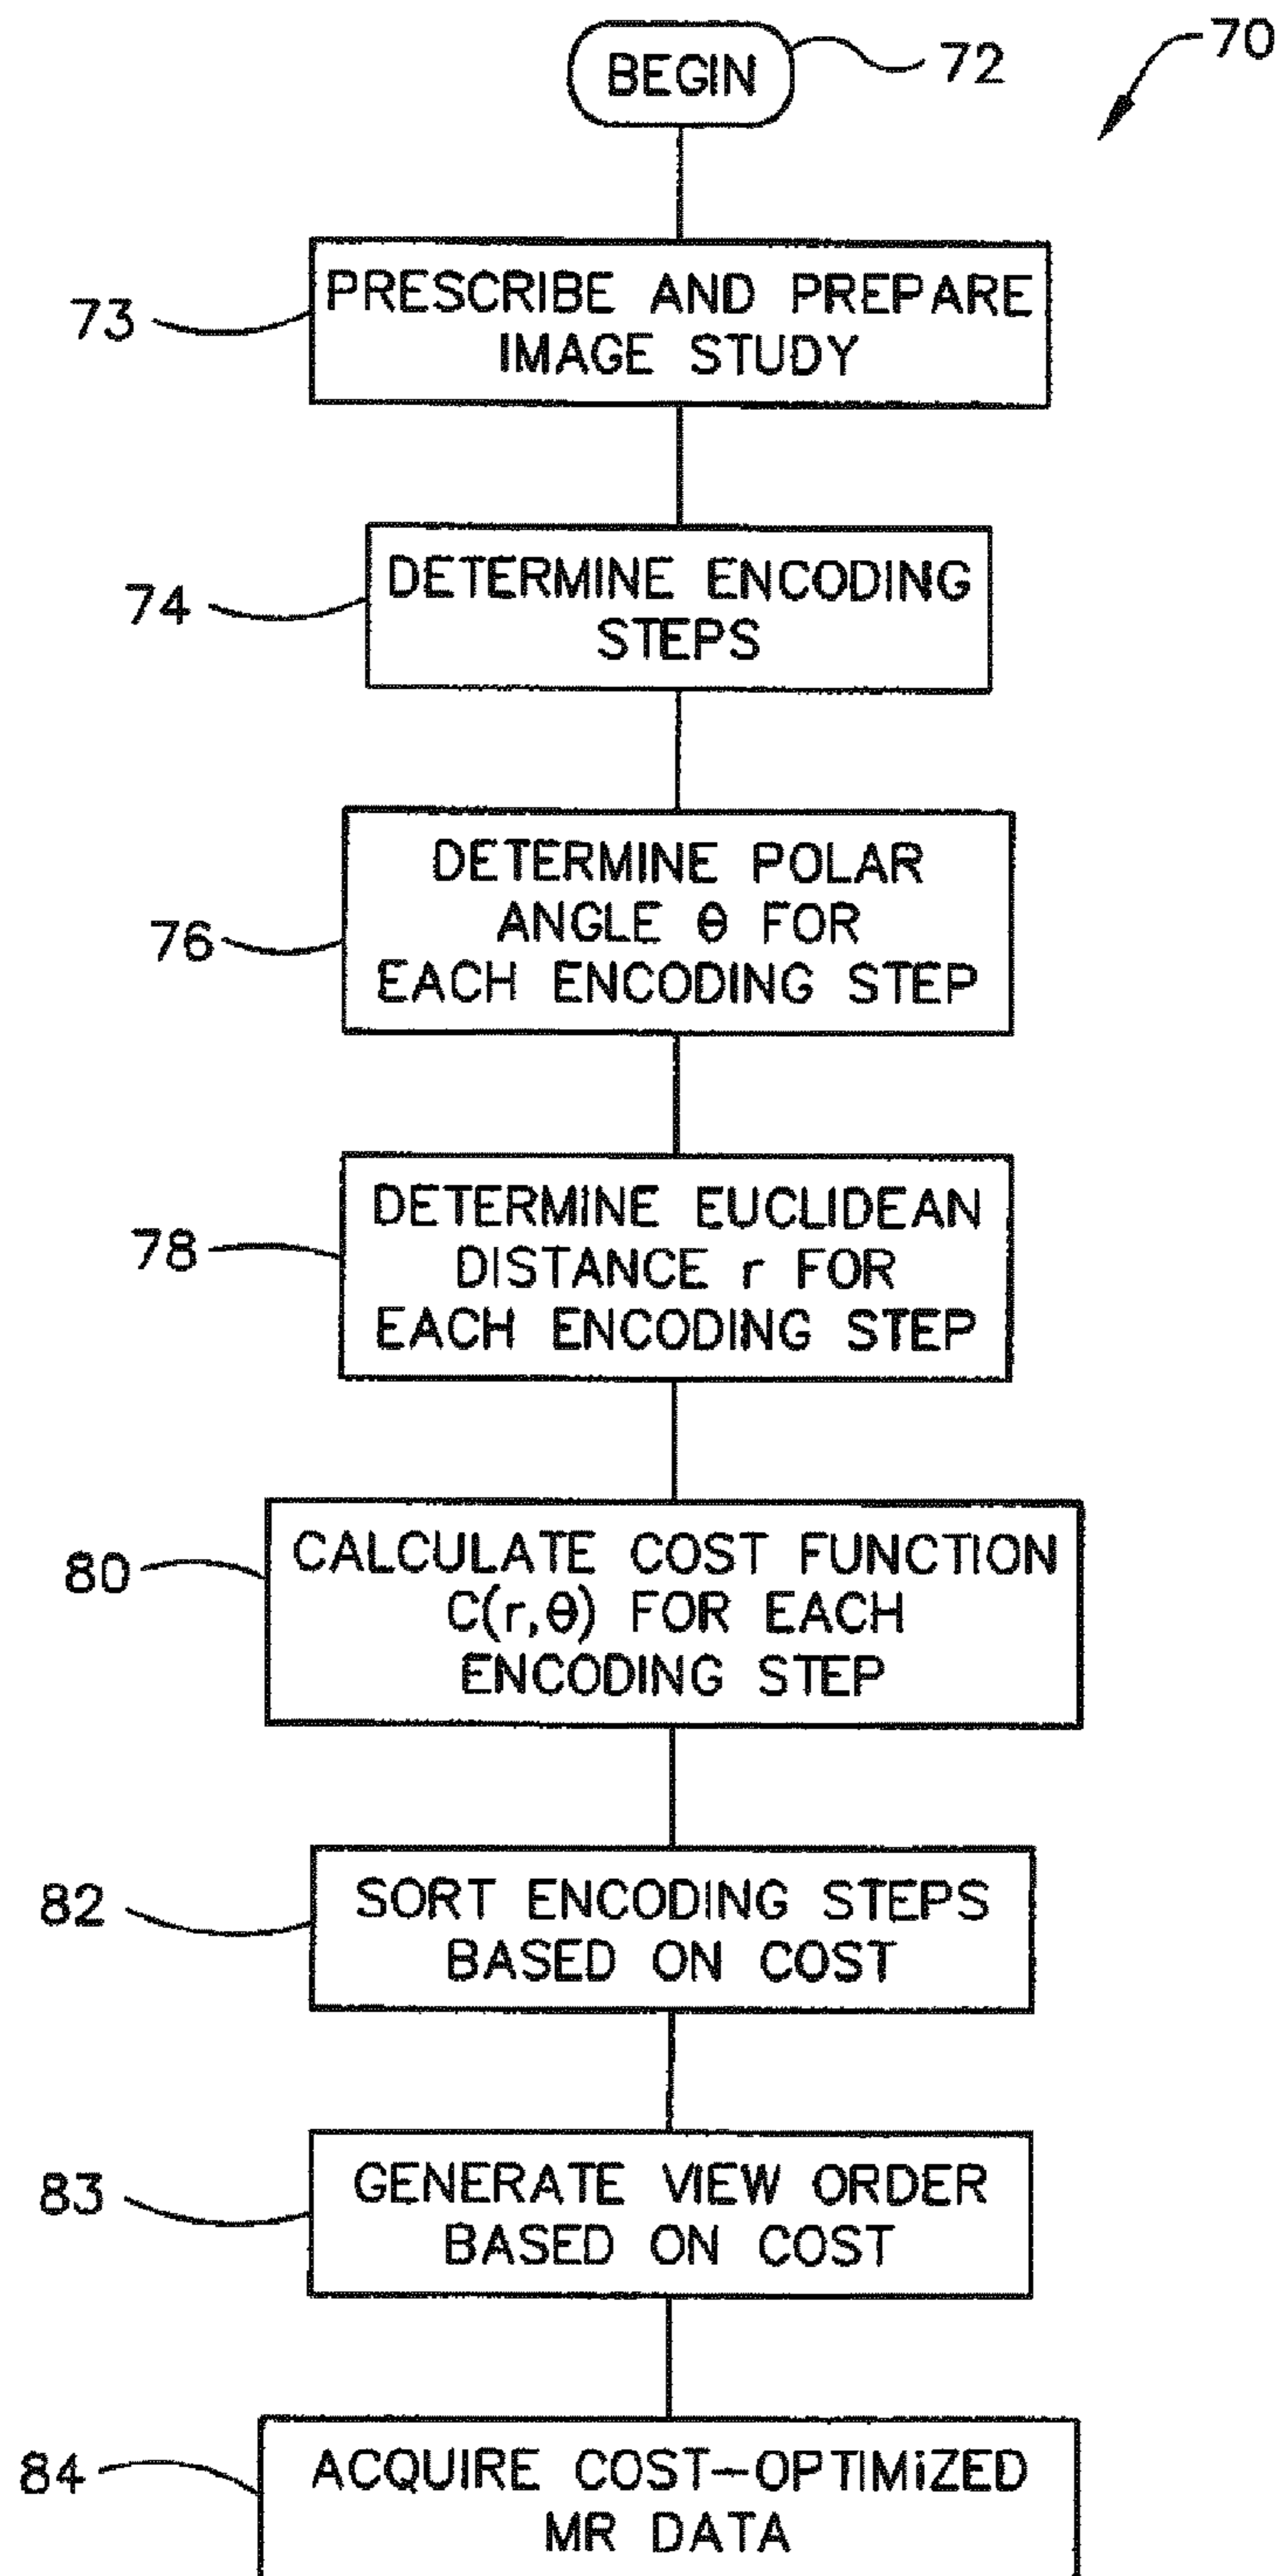 70
BEGIN
72
73
PRESCRIBE AND PREPARE
IMAGE STUDY
74
DETERMINE ENCODING
STEPS
76
DETERMINE POLAR
ANGLE θ FOR
EACH ENCODING STEP
78
DETERMINE EUCLIDEAN
DISTANCE r FOR
EACH ENCODING STEP
80
CALCULATE COST FUNCTION
C(r,θ) FOR EACH
ENCODING STEP
82
SORT ENCODING STEPS
BASED ON COST
83
GENERATE VIEW ORDER
BASED ON COST
84
ACQUIRE COST-OPTIMiZED
MR DATA